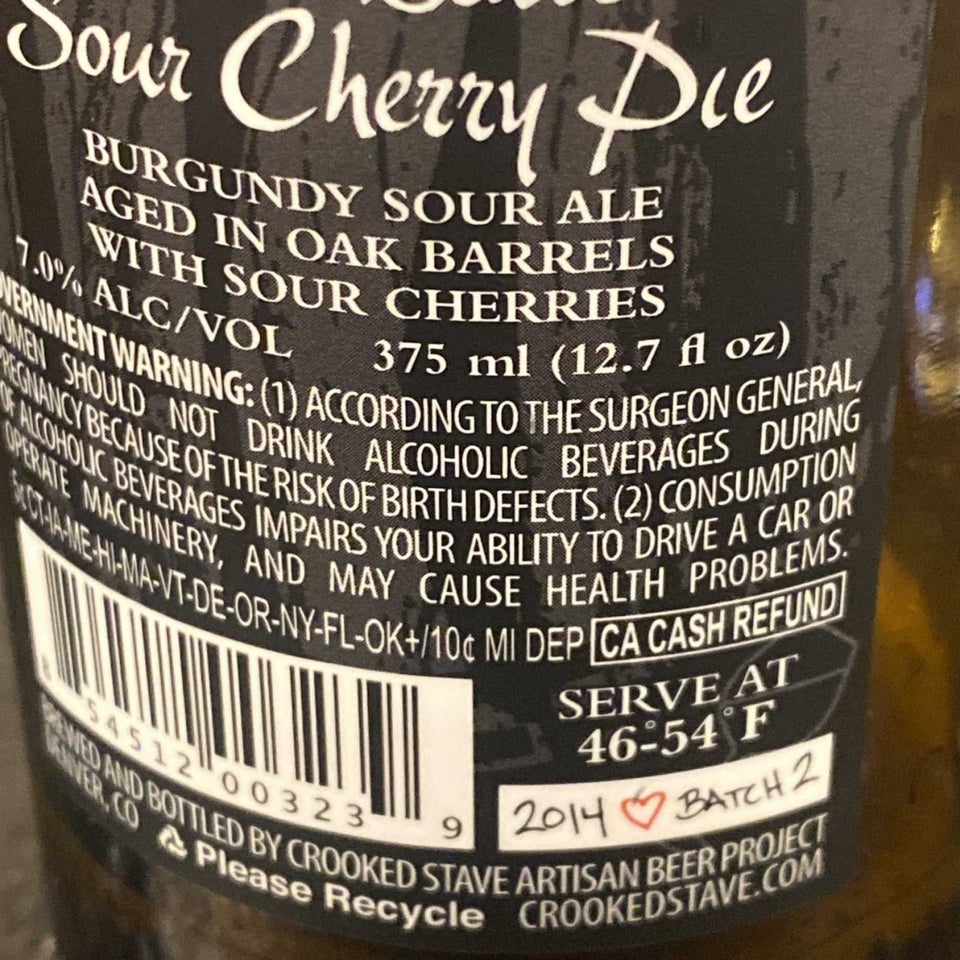 Sour Cherry Pie
BURGUNDY SOUR ALE
AGED IN OAK BARRELS
WITH SOUR CHERRIES
7.0% ALC/VOL 375 ml (12.7 fl oz)
WARNING: (1) ACCORDING TO THE SURGEON GENERAL,
SHOULD NOT DRINK ALCOHOLIC BEVERAGES DURING
PREGNANCY BECAUSE OF THE RISK OF BIRTH DEFECTS. (2) CONSUMPTION
OF ALCOHOLIC BEVERAGES IMPAIRS YOUR ABILITY TO DRIVE A CAR OR
OPERATE MACHINERY, AND MAY CAUSE HEALTH PROBLEMS.
CT-IA-ME-HI-MA-VT-DE-OR-NY-FL-OK+/10¢ MI DEP CA CASH REFUND
SERVE AT
46°-54° F
8 54512 00323 9
2014 ♡ BATCH 2
BREWED AND BOTTLED BY CROOKED STAVE ARTISAN BEER PROJECT
DENVER, CO
Please Recycle CROOKEDSTAVE.COM